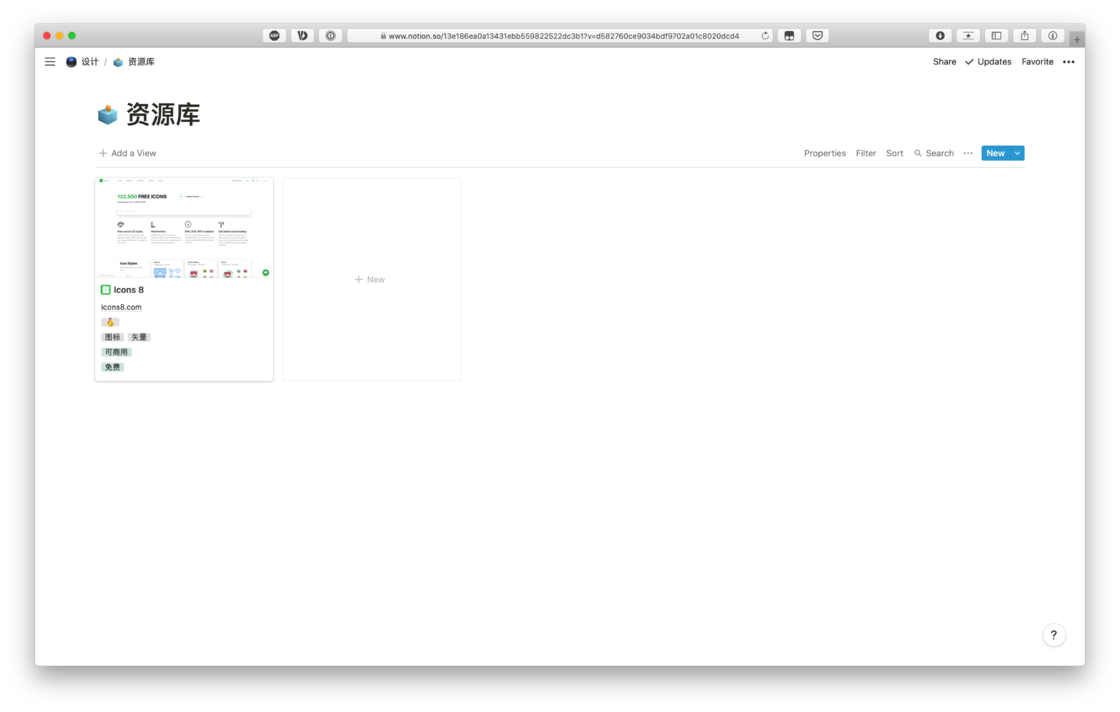 ABP
www.notion.so/13e186ea0a13431ebb559822522dc3b1?v=d582760ce9034bdf9702a01c8020dcd4
设计 / 资源库
Share Updates Favorite •••
资源库
+ Add a View
Properties Filter Sort Search ••• New
122,500 FREE ICONS
Icon Styles
Icons 8
icons8.com
图标 矢量
可商用
免费
+ New
?